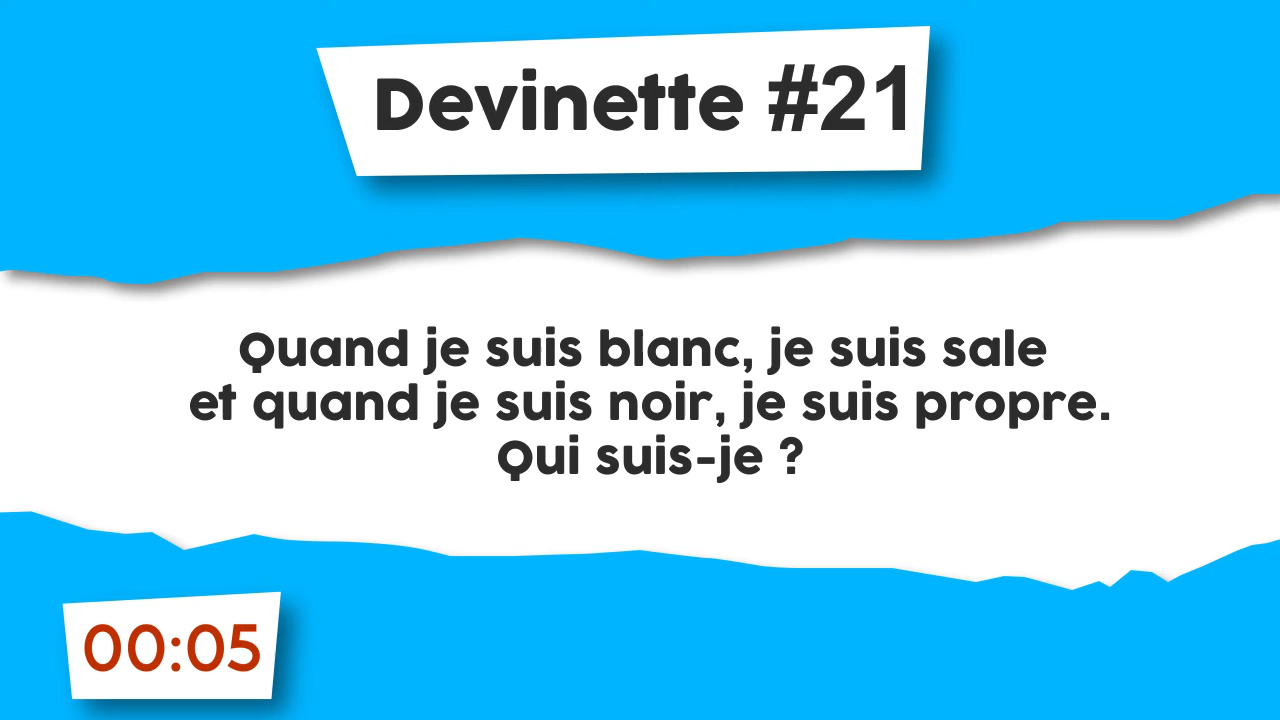 Devinette #21
Quand je suis blanc, je suis sale
et quand je suis noir, je suis propre.
Qui suis-je ?
00:05